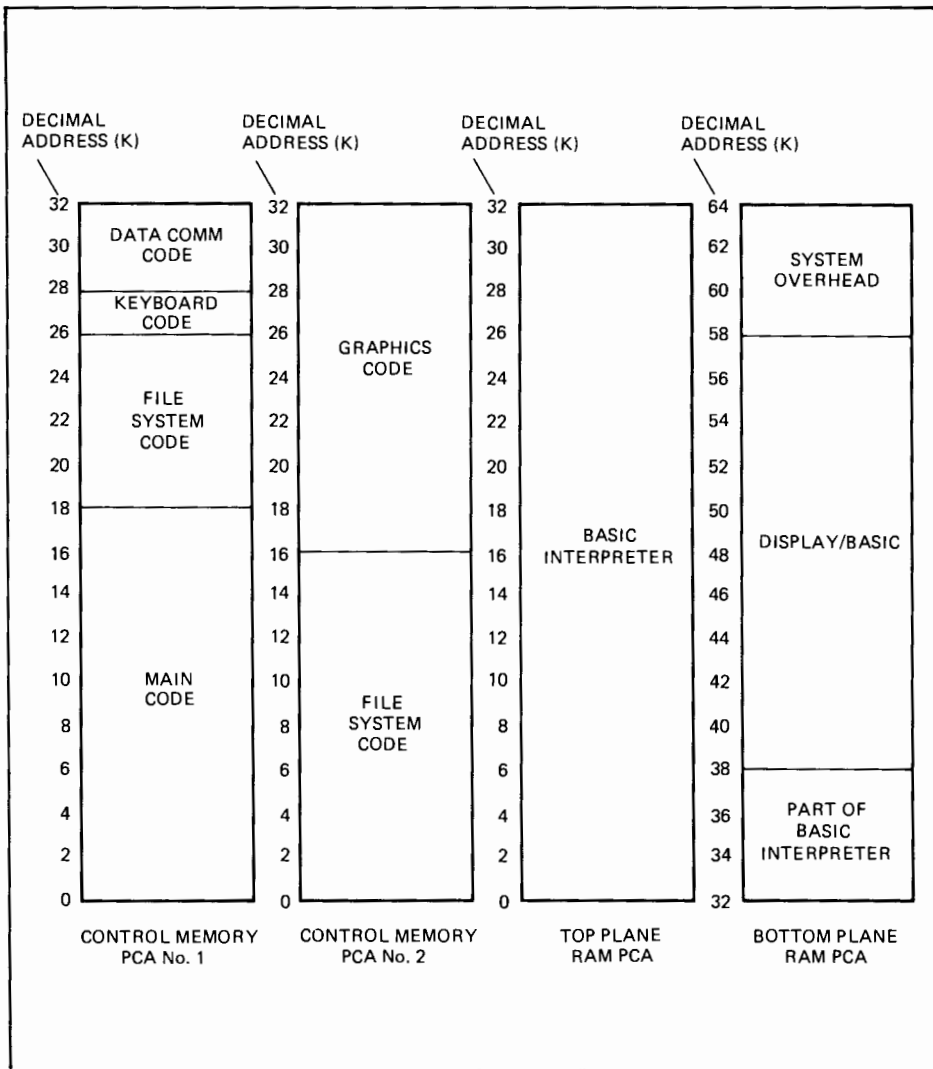 DECIMAL
ADDRESS (K)
32
30
28
26
24
22
20
18
16
14
12
10
8
6
4
2
0
DATA COMM
CODE
KEYBOARD
CODE
FILE
SYSTEM
CODE
MAIN
CODE
CONTROL MEMORY
PCA No. 1
DECIMAL
ADDRESS (K)
32
30
28
26
24
22
20
18
16
14
12
10
8
6
4
2
0
GRAPHICS
CODE
FILE
SYSTEM
CODE
CONTROL MEMORY
PCA No. 2
DECIMAL
ADDRESS (K)
32
30
28
26
24
22
20
18
16
14
12
10
8
6
4
2
0
BASIC
INTERPRETER
TOP PLANE
RAM PCA
DECIMAL
ADDRESS (K)
64
62
60
58
56
54
52
50
48
46
44
42
40
38
36
34
32
SYSTEM
OVERHEAD
DISPLAY/BASIC
PART OF
BASIC
INTERPRETER
BOTTOM PLANE
RAM PCA